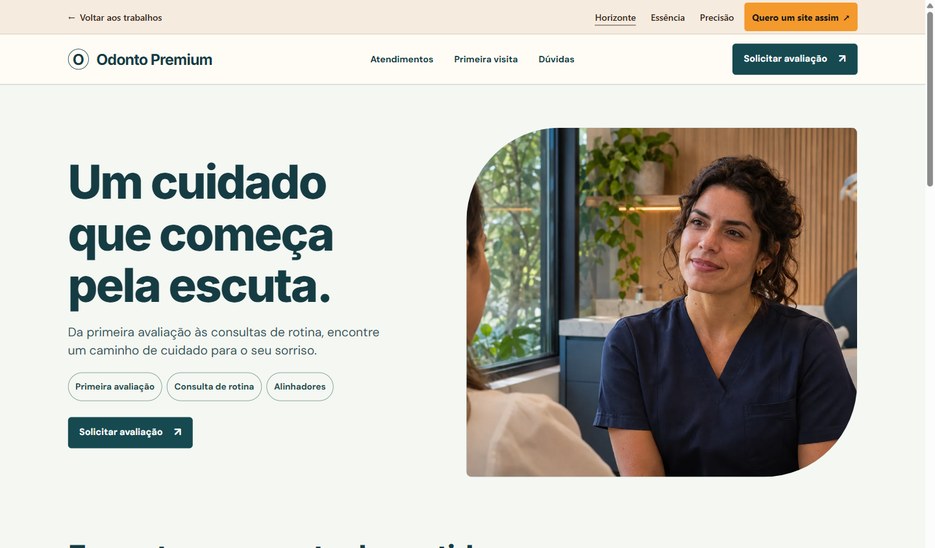 ← Voltar aos trabalhos
Horizonte
Essência
Precisão
Quero um site assim ↗
O Odonto Premium
Atendimentos
Primeira visita
Dúvidas
Solicitar avaliação
Um cuidado
que começa
pela escuta.
Da primeira avaliação às consultas de rotina, encontre
um caminho de cuidado para o seu sorriso.
Primeira avaliação
Consulta de rotina
Alinhadores
Solicitar avaliação